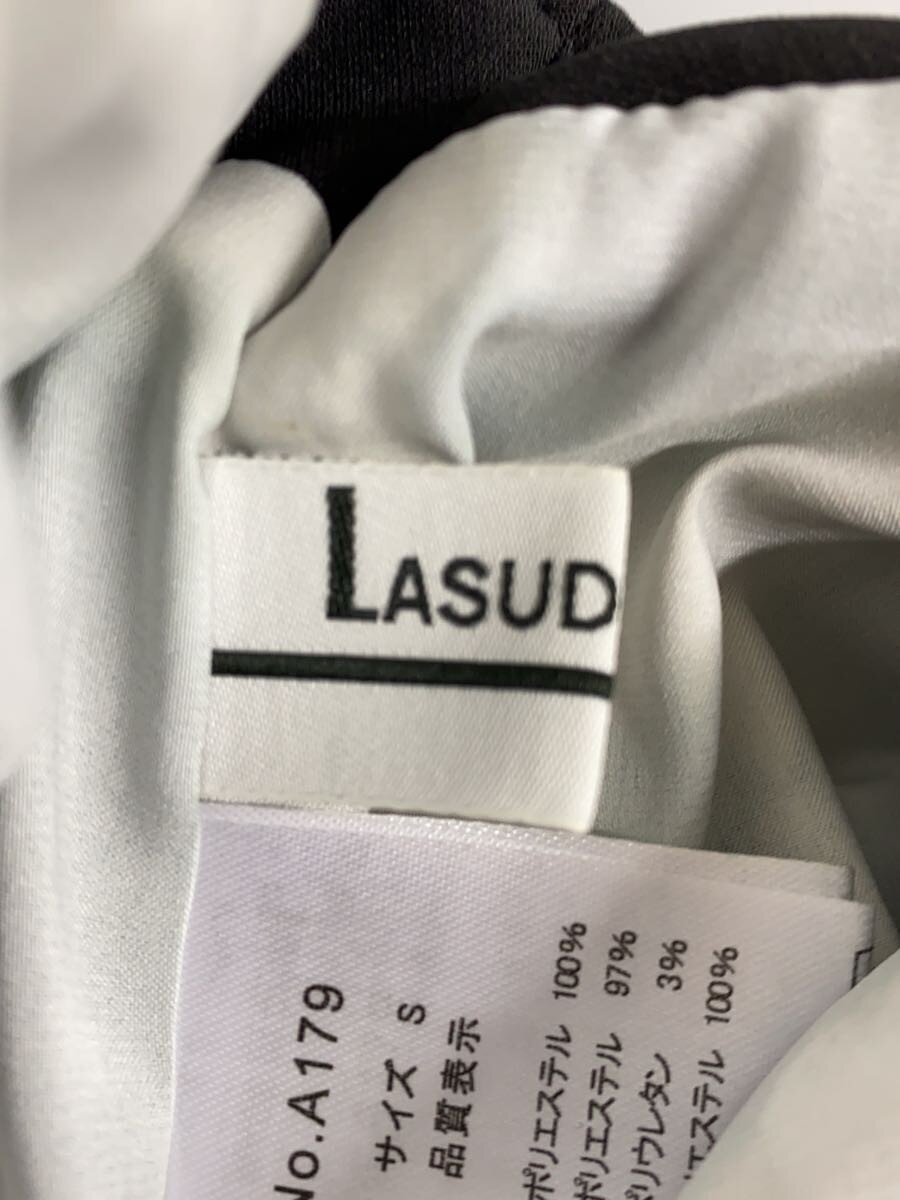 LASUD
No.A179
サイズ S
品質表示
ポリエステル 100%
ポリエステル 97%
ポリウレタン 3%
エステル 100%